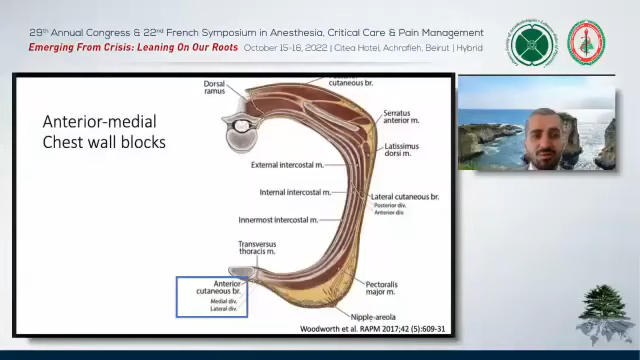 29th Annual Congress & 22nd French Symposium in Anesthesia, Critical Care & Pain Management
Emerging From Crisis: Leaning On Our Roots October 15-16, 2022 | Citea Hotel, Achrafieh, Beirut | Hybrid
Anterior-medial
Chest wall blocks
Dorsal
ramus
cutaneous br.
Serratus
anterior m.
Latissimus
dorsi m.
External intercostal m.
Internal intercostal m.
Lateral cutaneous br.
Posterior div.
Anterior div
Innermost intercostal m.
Transversus
thoracis m.
Anterior
cutaneous br.
Medial div.
Lateral div.
Pectoralis
major m.
Nipple-areola
Woodworth et al. RAPM 2017;42 (5):609-31